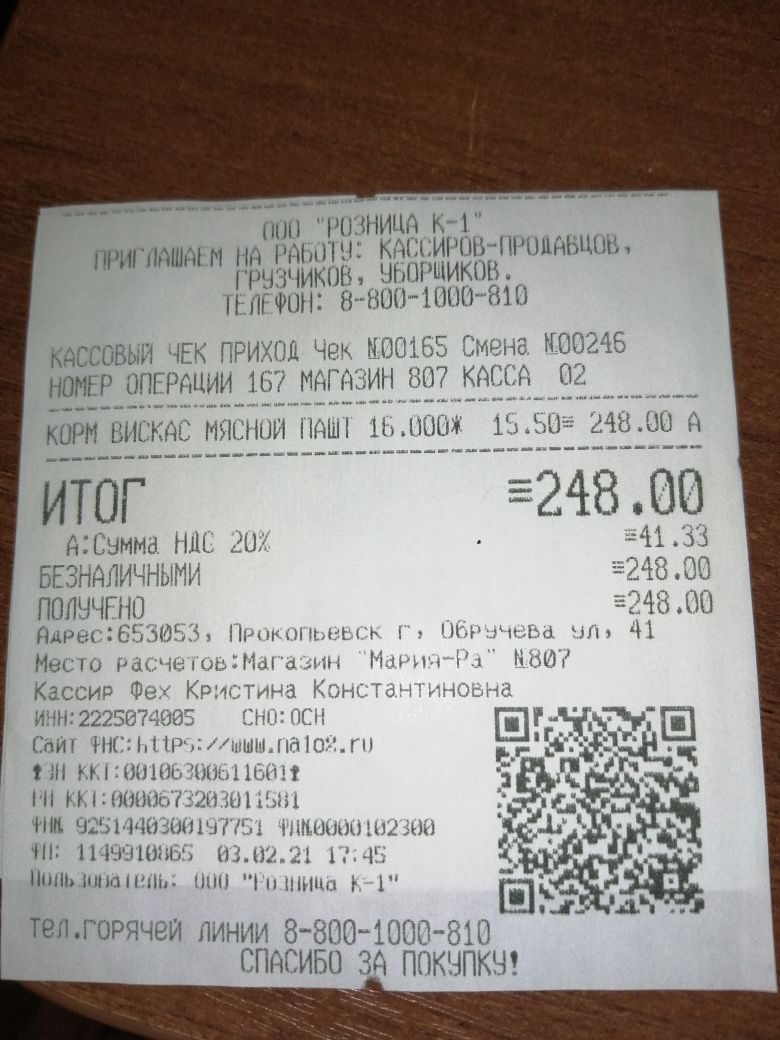 ООО "РОЗНИЦА К-1"
ПРИГЛАШАЕМ НА РАБОТУ: КАССИРОВ-ПРОДАВЦОВ,
ГРУЗЧИКОВ, УБОРЩИКОВ.
ТЕЛЕФОН: 8-800-1000-810
КАССОВЫЙ ЧЕК ПРИХОД Чек №00165 Смена №00246
НОМЕР ОПЕРАЦИИ 167 МАГАЗИН 807 КАССА 02
КОРМ ВИСКАС МЯСНОЙ ПАШТ 16.000* 15.50≡ 248.00 А
ИТОГ ≡248.00
А:Сумма НДС 20% ≡41.33
БЕЗНАЛИЧНЫМИ ≡248.00
ПОЛУЧЕНО ≡248.00
Адрес:653053, Прокопьевск г, Обручева ул, 41
Место расчетов:Магазин "Мария-Ра" №807
Кассир Фех Кристина Константиновна
ИНН:2225074005 СНО:ОСН
Сайт ФНС:https://www.nalog.ru
ЗН ККТ:00106300611601
РН ККТ:0000673203011581
ФН№ 9251440300197751 ФД№0000102300
ФП: 1149910865 03.02.21 17:45
Пользователь: ООО "Розница К-1"
тел.горячей линии 8-800-1000-810
СПАСИБО ЗА ПОКУПКУ!